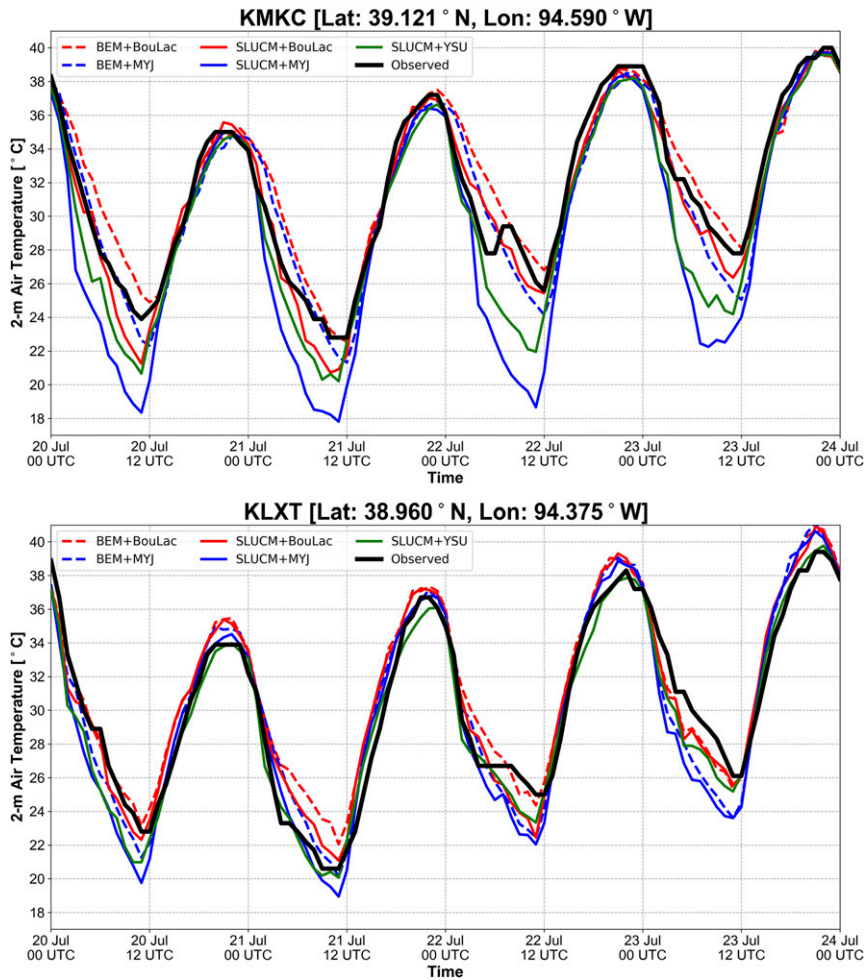 KMKC [Lat: 39.121 ° N, Lon: 94.590 ° W]
BEM+BouLac SLUCM+BouLac SLUCM+YSU
BEM+MYJ SLUCM+MYJ Observed
2-m Air Temperature [ ° C]
40
38
36
34
32
30
28
26
24
22
20
18
20 Jul 20 Jul 21 Jul 21 Jul 22 Jul 22 Jul 23 Jul 23 Jul 24 Jul
00 UTC 12 UTC 00 UTC 12 UTC 00 UTC 12 UTC 00 UTC 12 UTC 00 UTC
Time
KLXT [Lat: 38.960 ° N, Lon: 94.375 ° W]
BEM+BouLac SLUCM+BouLac SLUCM+YSU
BEM+MYJ SLUCM+MYJ Observed
2-m Air Temperature [ ° C]
40
38
36
34
32
30
28
26
24
22
20
18
20 Jul 20 Jul 21 Jul 21 Jul 22 Jul 22 Jul 23 Jul 23 Jul 24 Jul
00 UTC 12 UTC 00 UTC 12 UTC 00 UTC 12 UTC 00 UTC 12 UTC 00 UTC
Time